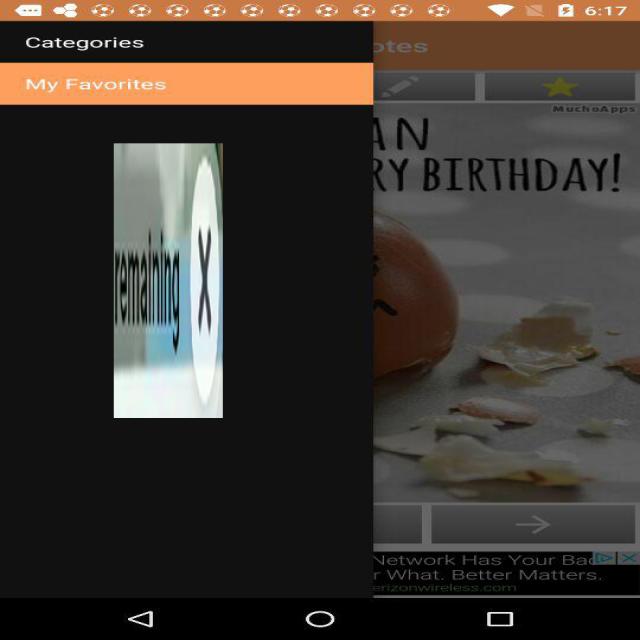 6:17
Categories
otes
My Favorites
MuchoApps
AN
RY BIRTHDAY!
remaining X
Network Has Your Bac
r What. Better Matters.
erizonwireless.com